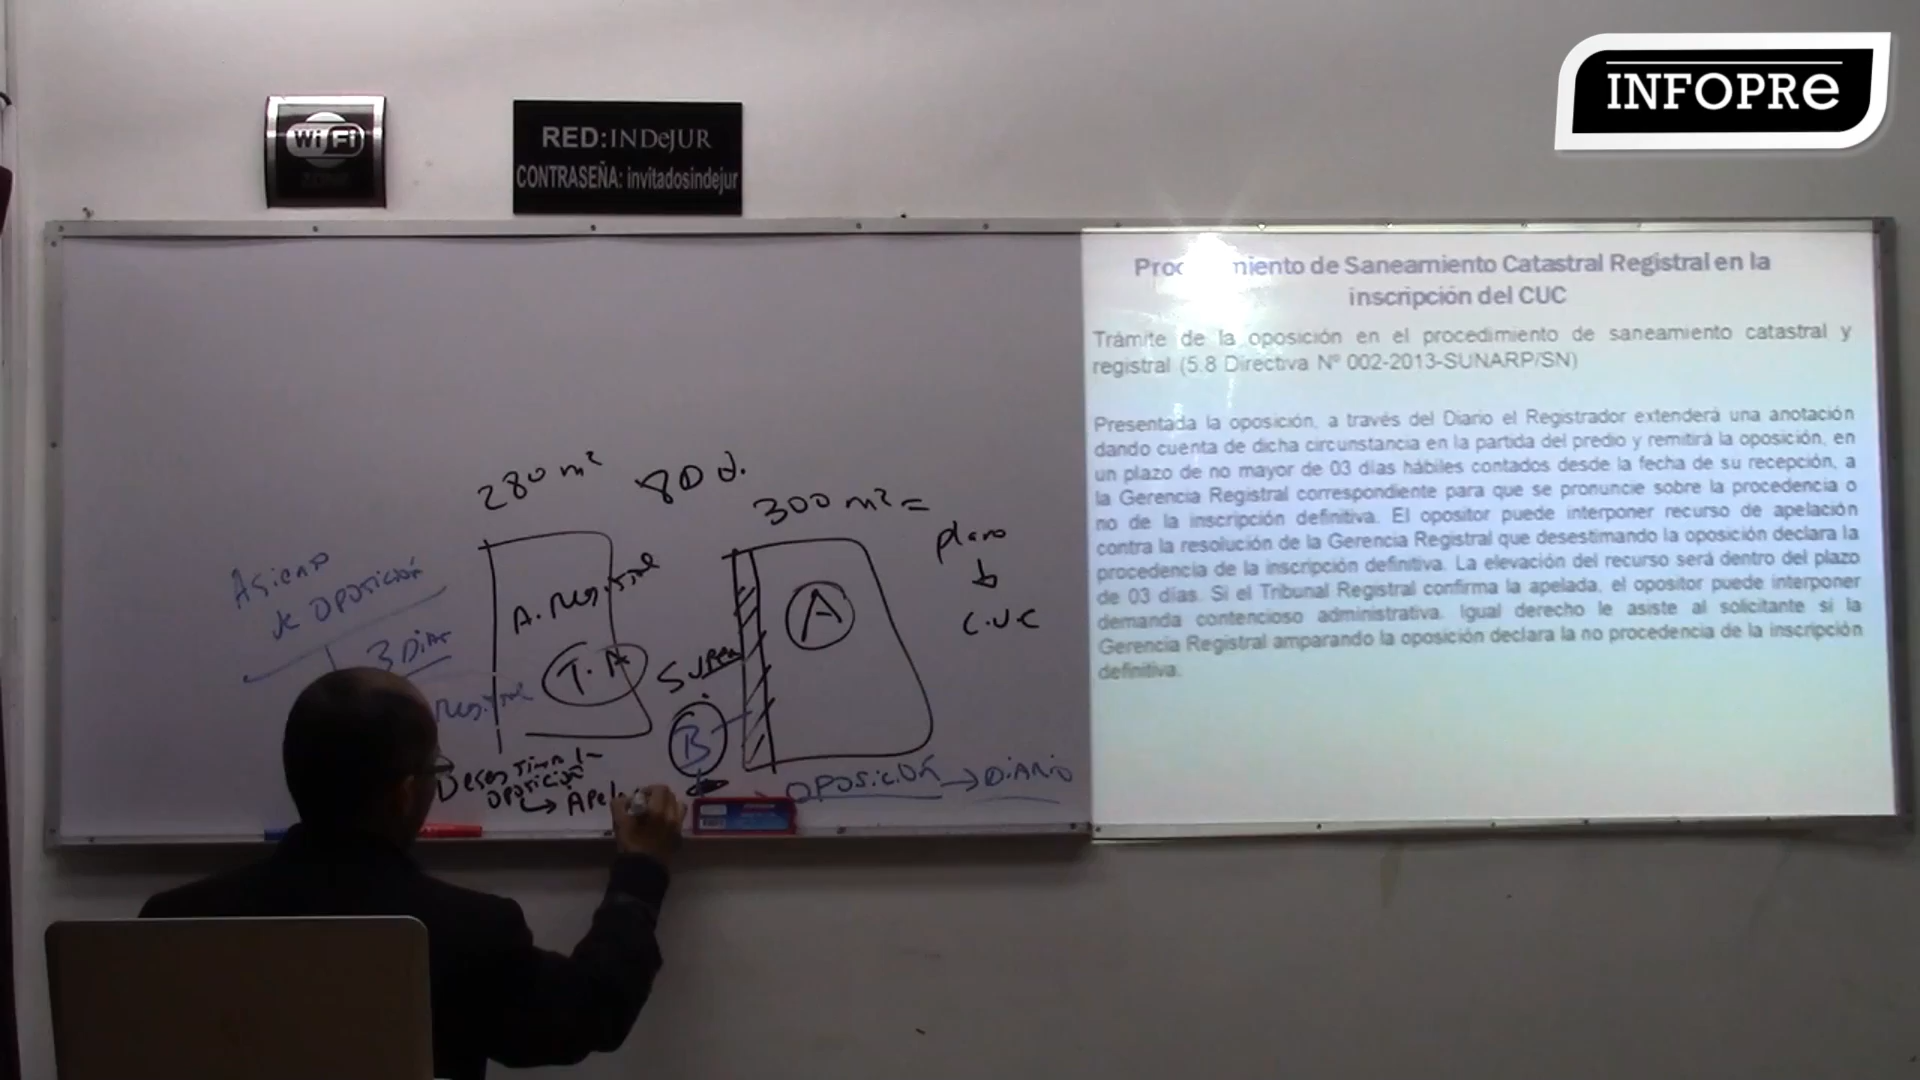 INFOPRe
WiFi
ZONE
RED:INDeJUR
CONTRASEÑA: invitadosindejur
Procedimiento de Saneamiento Catastral Registral en la
inscripción del CUC
Trámite de la oposición en el procedimiento de saneamiento catastral y
registral (5.8 Directiva Nº 002-2013-SUNARP/SN)
Presentada la oposición, a través del Diario el Registrador extenderá una anotación
dando cuenta de dicha circunstancia en la partida del predio y remitirá la oposición, en
un plazo de no mayor de 03 días hábiles contados desde la fecha de su recepción, a
la Gerencia Registral correspondiente para que se pronuncie sobre la procedencia o
no de la inscripción definitiva. El opositor puede interponer recurso de apelación
contra la resolución de la Gerencia Registral que desestimando la oposición declara la
procedencia de la inscripción definitiva. La elevación del recurso será dentro del plazo
de 03 días. Si el Tribunal Registral confirma la apelada, el opositor puede interponer
demanda contencioso administrativa. Igual derecho le asiste al solicitante si la
Gerencia Registral amparando la oposición declara la no procedencia de la inscripción
definitiva.
280 m²
80 d.
300 m² =
plano
C.U.C
A
A. Registral
T.A
Asiento
de oposición
3 Dias
Registral
B
oposición → DiARio
oposición